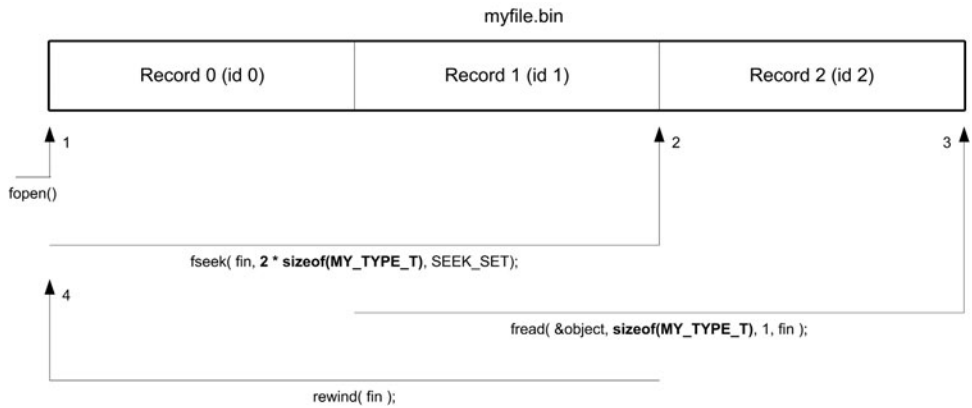 myfile.bin
Record 0 (id 0)
Record 1 (id 1)
Record 2 (id 2)
1
2
3
fopen()
fseek( fin, 2 * sizeof(MY_TYPE_T), SEEK_SET);
4
fread( &object, sizeof(MY_TYPE_T), 1, fin );
rewind( fin );